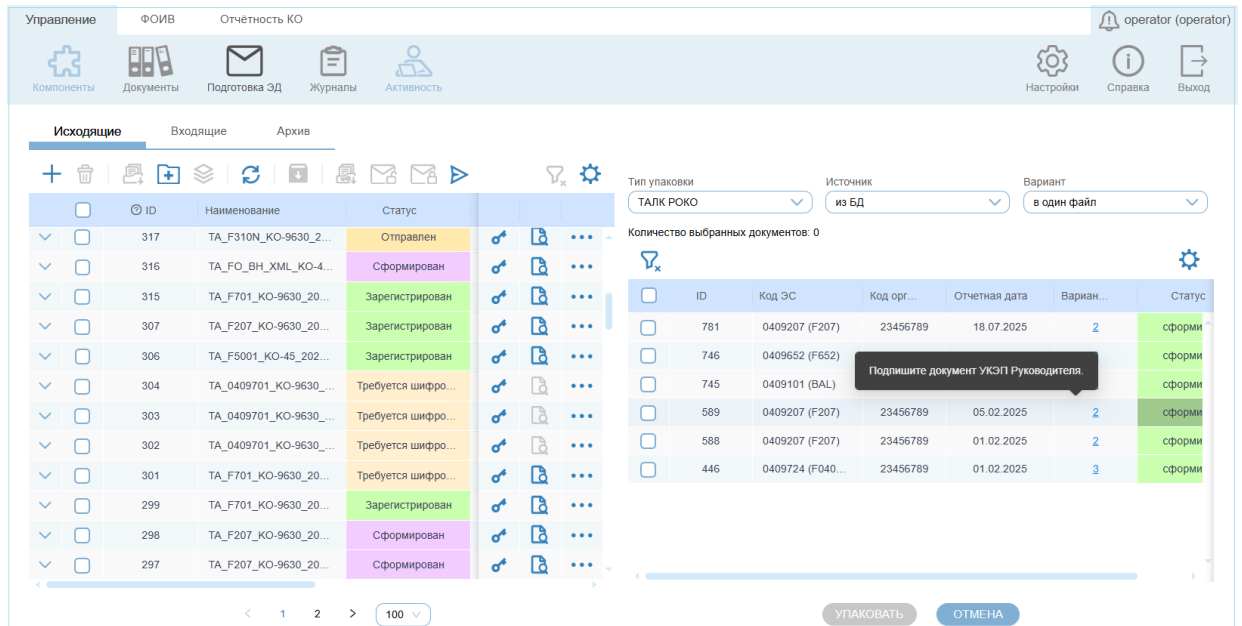 Управление ФОИВ Отчётность КО operator (operator)
Компоненты Документы Подготовка ЭД Журналы Активность Настройки Справка Выход
Исходящие Входящие Архив
Тип упаковки Источник Вариант
ТАЛК РОКО из БД в один файл
Количество выбранных документов: 0
ID Наименование Статус
317 TA_F310N_KO-9630_2... Отправлен
316 TA_FO_BH_XML_KO-4... Сформирован
315 TA_F701_KO-9630_20... Зарегистрирован
307 TA_F207_KO-9630_20... Зарегистрирован
306 TA_F5001_KO-45_202... Зарегистрирован
304 TA_0409701_KO-9630_... Требуется шифро...
303 TA_0409701_KO-9630_... Требуется шифро...
302 TA_0409701_KO-9630_... Требуется шифро...
301 TA_F701_KO-9630_20... Требуется шифро...
299 TA_F701_KO-9630_20... Зарегистрирован
298 TA_F207_KO-9630_20... Сформирован
297 TA_F207_KO-9630_20... Сформирован
1 2 100
ID Код ЭС Код орг... Отчетная дата Вариан... Статус
781 0409207 (F207) 23456789 18.07.2025 2 сформи
746 0409652 (F652) сформи
Подпишите документ УКЭП Руководителя.
745 0409101 (BAL) сформи
589 0409207 (F207) 23456789 05.02.2025 2 сформи
588 0409207 (F207) 23456789 01.02.2025 2 сформи
446 0409724 (F040... 23456789 01.02.2025 3 сформи
УПАКОВАТЬ ОТМЕНА